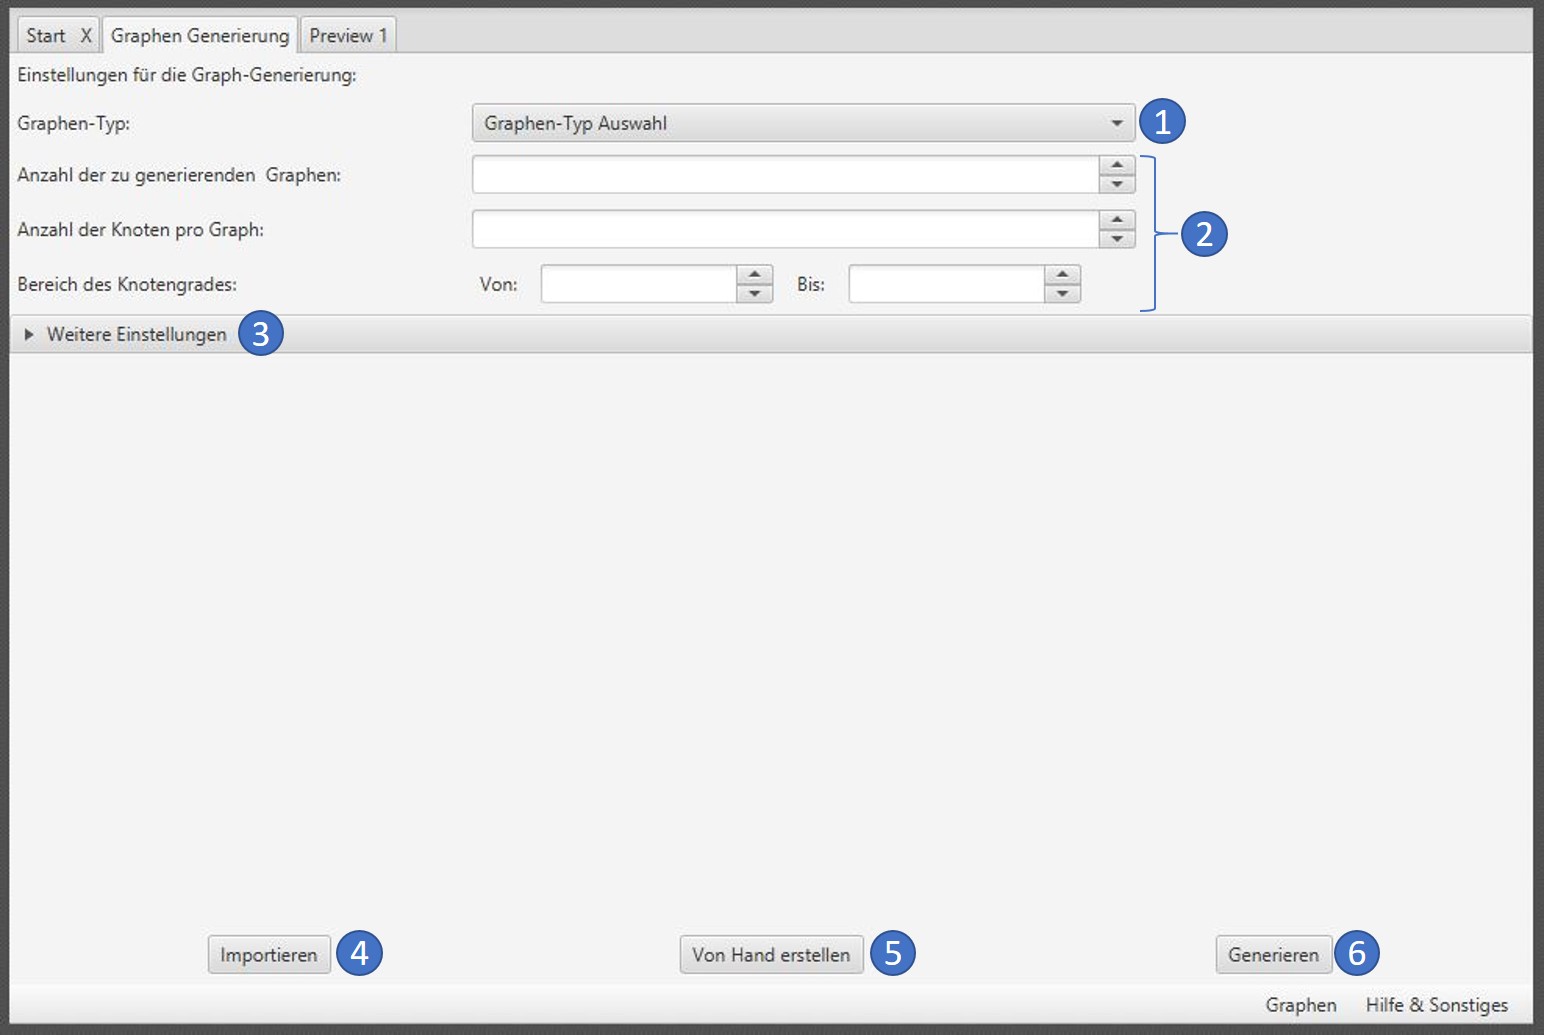 Start X Graphen Generierung Preview 1
Einstellungen für die Graph-Generierung:
Graphen-Typ: Graphen-Typ Auswahl 1
Anzahl der zu generierenden Graphen:
Anzahl der Knoten pro Graph: 2
Bereich des Knotengrades: Von: Bis:
Weitere Einstellungen 3
Importieren 4 Von Hand erstellen 5 Generieren 6
Graphen Hilfe & Sonstiges